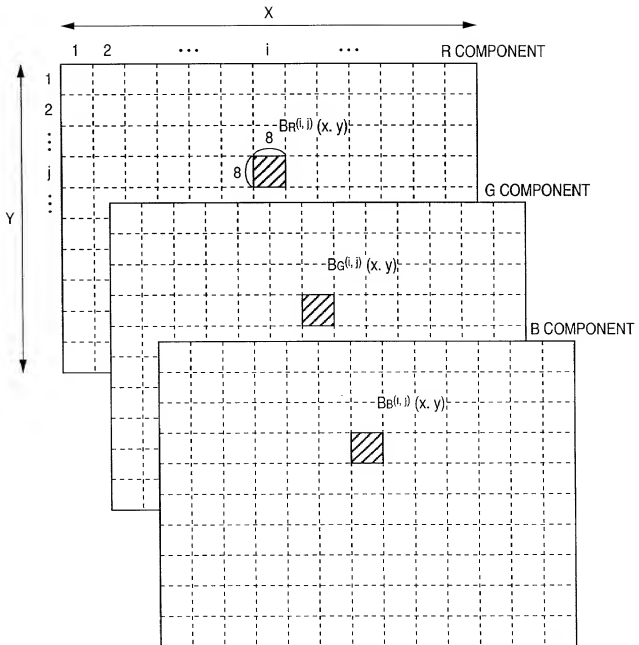 X
1 2 ··· i ··· R COMPONENT
1
2
⋮
j
⋮
Y
BR(i, j) (x. y)
8
8
G COMPONENT
BG(i, j) (x. y)
B COMPONENT
BB(i, j) (x. y)